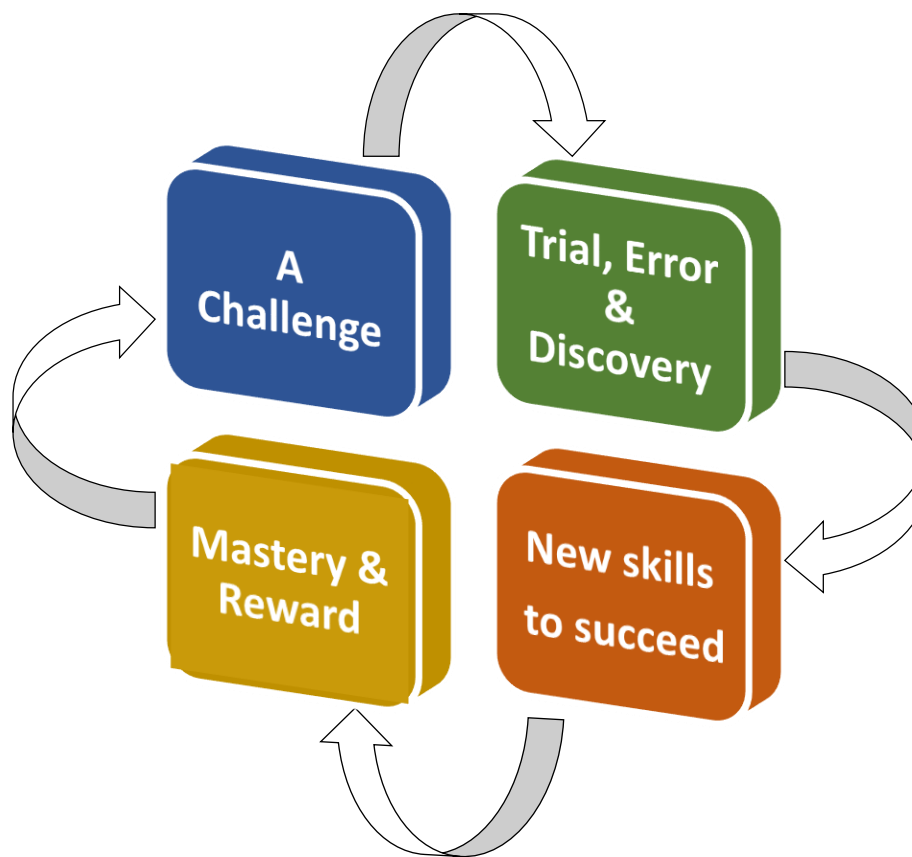 A
Challenge
Trial, Error
&
Discovery
New skills
to succeed
Mastery &
Reward